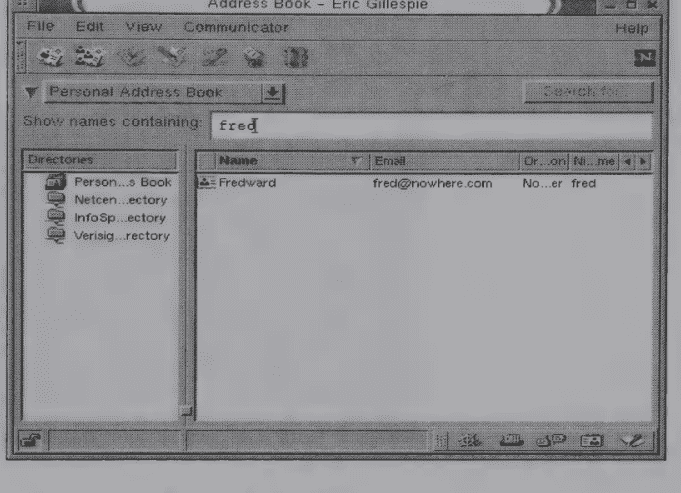 Address Book - Eric Gillespie
File Edit View Communicator Help
N
Personal Address Book Search for...
Show names containing: fred
Directories Name Email Or...on Ni...me
Person...s Book Fredward fred@nowhere.com No...er fred
Netcen...ectory
InfoSp...ectory
Verisig...rectory